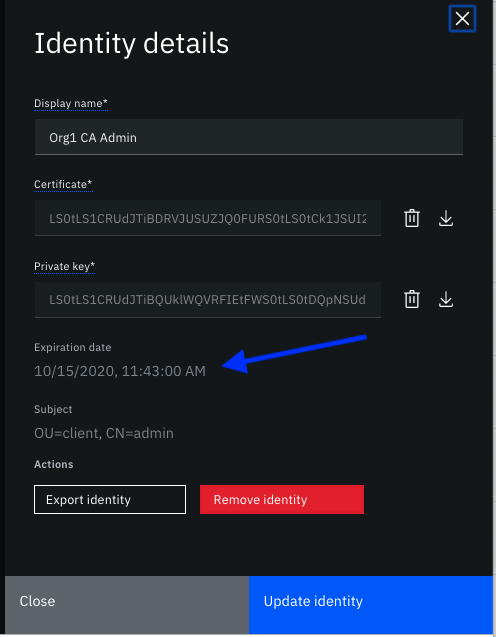 Identity details
Display name*
Org1 CA Admin
Certificate*
LS0tLS1CRUdJTiBDRVJUSUZJQ0FURS0tLS0tCk1JSUI2
Private key*
LS0tLS1CRUdJTiBQUklWQVRFIEtFWS0tLS0tDQpNSUd
Expiration date
10/15/2020, 11:43:00 AM
Subject
OU=client, CN=admin
Actions
Export identity
Remove identity
Close
Update identity